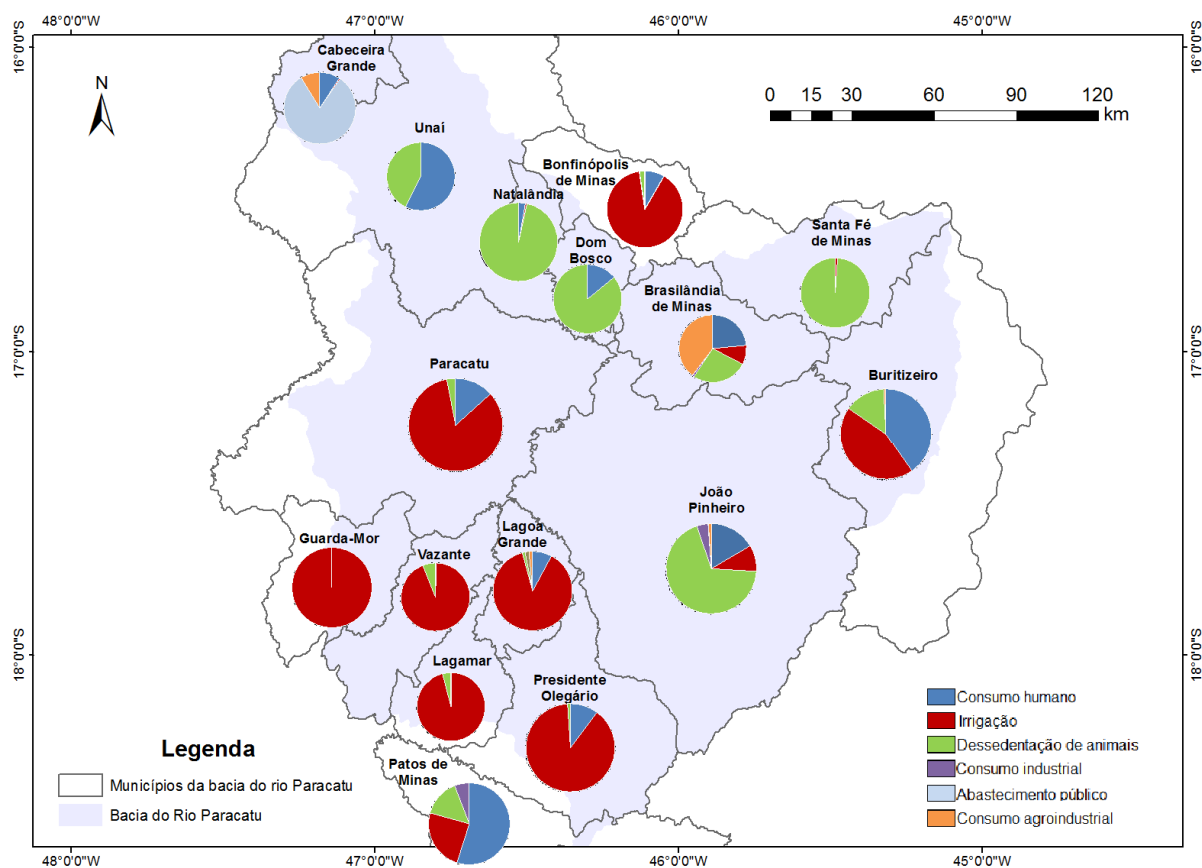 48°0'0"W 47°0'0"W 46°0'0"W 45°0'0"W
16°0'0"S
16°0'0"S
Cabeceira
Grande
N
0 15 30 60 90 120
km
Unaí
Bonfinópolis
de Minas
Natalândia
Santa Fé
de Minas
Dom
Bosco
Brasilândia
de Minas
17°0'0"S
17°0'0"S
Paracatu
Buritizeiro
João
Pinheiro
Lagoa
Grande
Guarda-Mor
Vazante
18°0'0"S
18°0'0"S
Lagamar
Presidente
Olegário
Patos de
Minas
Legenda
Municípios da bacia do rio Paracatu
Bacia do Rio Paracatu
Consumo humano
Irrigação
Dessedentação de animais
Consumo industrial
Abastecimento público
Consumo agroindustrial
48°0'0"W 47°0'0"W 46°0'0"W 45°0'0"W